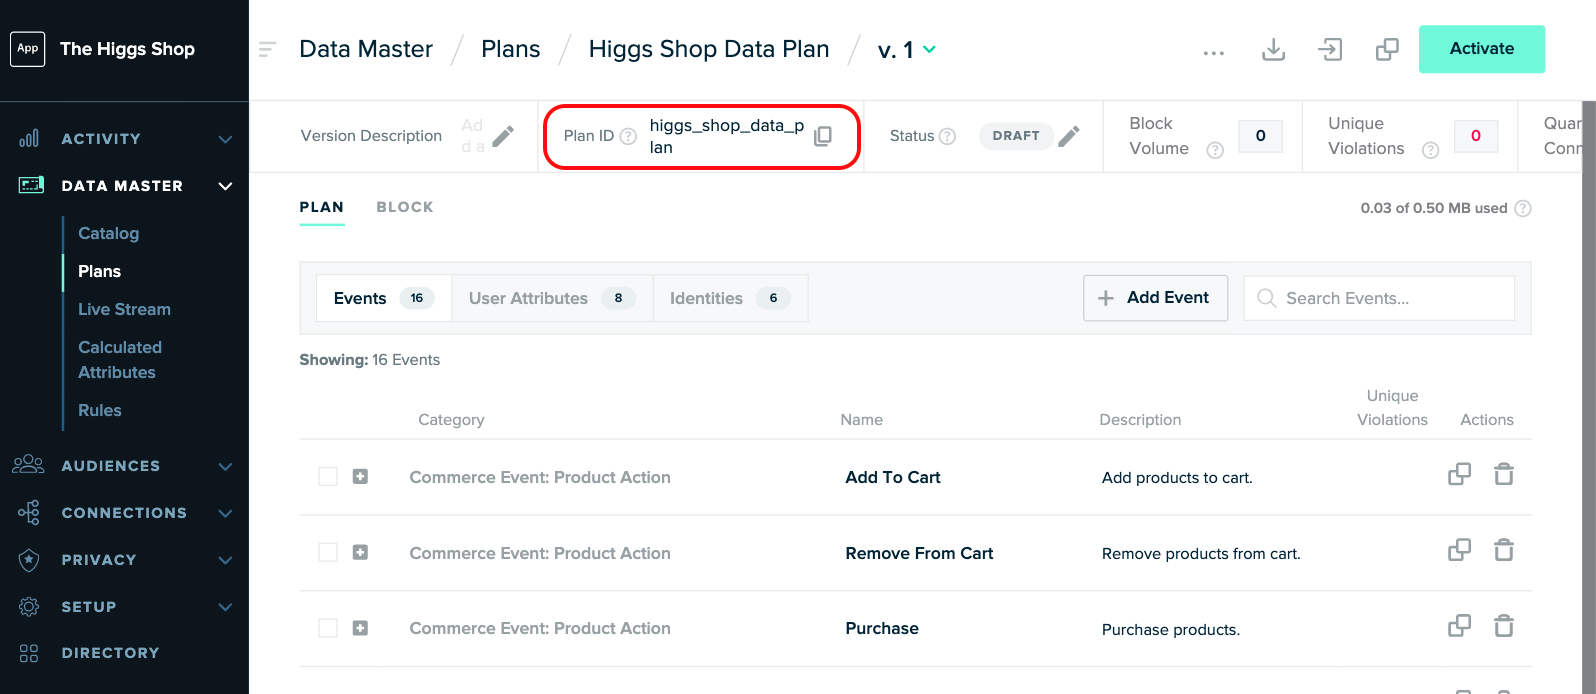 App
The Higgs Shop
ACTIVITY
DATA MASTER
Catalog
Plans
Live Stream
Calculated
Attributes
Rules
AUDIENCES
CONNECTIONS
PRIVACY
SETUP
DIRECTORY
Data Master / Plans / Higgs Shop Data Plan / v. 1
... Activate
Version Description
Ad
d a
Plan ID ?
higgs_shop_data_p
lan
Status ? DRAFT
Block
Volume ? 0
Unique
Violations ? 0
Quar
Conn
PLAN BLOCK
0.03 of 0.50 MB used ?
Events 16 User Attributes 8 Identities 6
+ Add Event
Search Events...
Showing: 16 Events
Category Name Description Unique Violations Actions
Commerce Event: Product Action Add To Cart Add products to cart.
Commerce Event: Product Action Remove From Cart Remove products from cart.
Commerce Event: Product Action Purchase Purchase products.